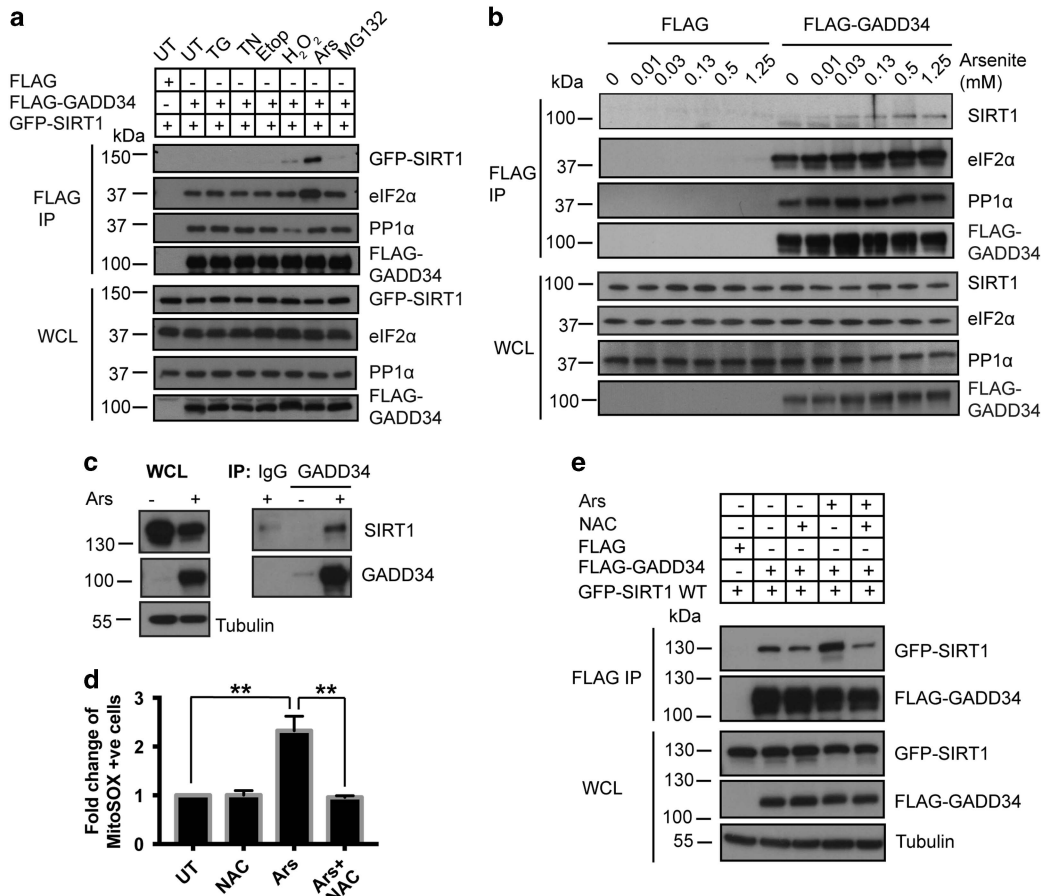 a
UT UT TG TN Etop H2O2 Ars MG132
FLAG + - - - - - - -
FLAG-GADD34 - + + + + + + +
GFP-SIRT1 + + + + + + + +
kDa
FLAG IP
150 GFP-SIRT1
37 eIF2α
37 PP1α
100 FLAG-GADD34
WCL
150 GFP-SIRT1
37 eIF2α
37 PP1α
100 FLAG-GADD34
b
FLAG FLAG-GADD34
kDa 0 0.01 0.03 0.13 0.5 1.25 0 0.01 0.03 0.13 0.5 1.25 Arsenite (mM)
FLAG IP
100 SIRT1
37 eIF2α
37 PP1α
100 FLAG-GADD34
WCL
100 SIRT1
37 eIF2α
37 PP1α
100 FLAG-GADD34
c
WCL IP: IgG GADD34
Ars - + + - +
130 SIRT1
100 GADD34
55 Tubulin
d
Fold change of MitoSOX +ve cells
3
2
1
0
** **
UT NAC Ars Ars+ NAC
e
Ars - - - + +
NAC - - + - +
FLAG + - - - -
FLAG-GADD34 - + + + +
GFP-SIRT1 WT + + + + +
kDa
FLAG IP
130 GFP-SIRT1
130
100 FLAG-GADD34
WCL
130 GFP-SIRT1
130
100 FLAG-GADD34
55 Tubulin